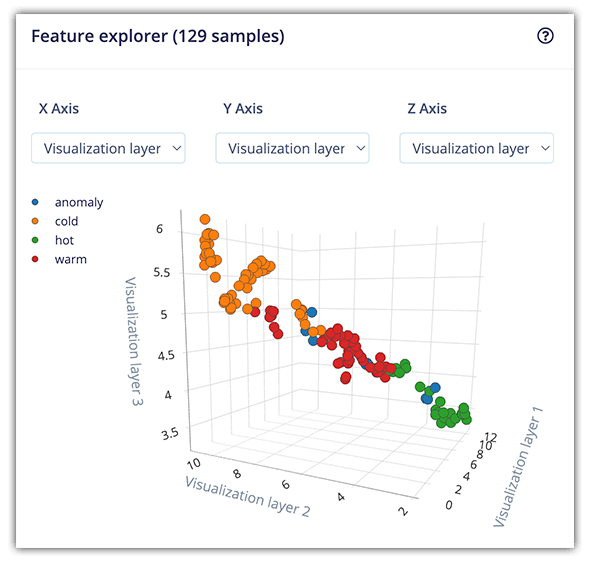 Feature explorer (129 samples)
?
X Axis
Y Axis
Z Axis
Visualization layer
Visualization layer
Visualization layer
anomaly
cold
hot
warm
6
5.5
5
4.5
4
3.5
Visualization layer 3
10
8
6
4
2
Visualization layer 2
12
10
8
6
4
2
0
Visualization layer 1